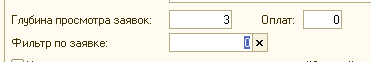 Глубина просмотра заявок: 3 Оплат: 0
Фильтр по заявке: 0 ×